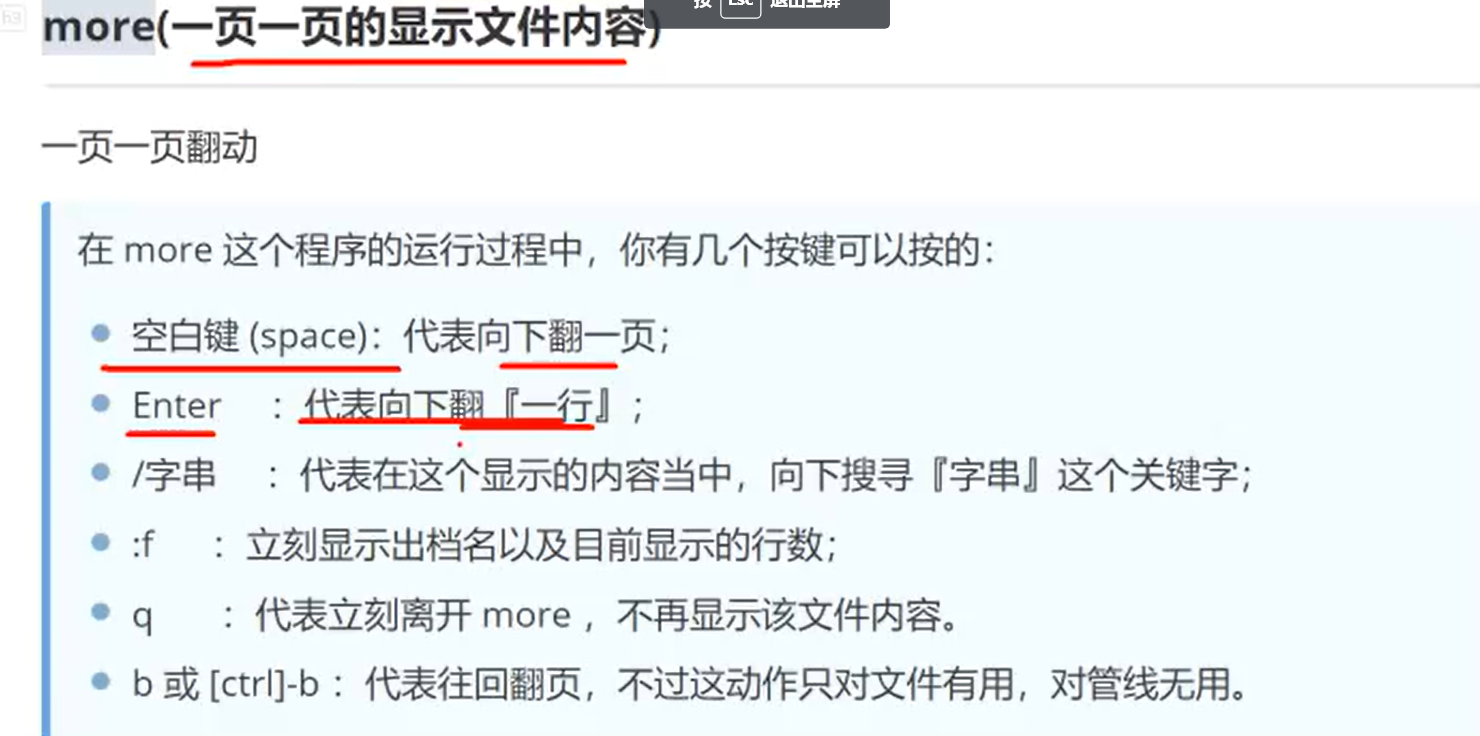 h3
按 Esc 退出全屏
more(一页一页的显示文件内容)
一页一页翻动
在 more 这个程序的运行过程中，你有几个按键可以按的：
空白键 (space)：代表向下翻一页；
Enter ：代表向下翻『一行』；
/字串 ：代表在这个显示的内容当中，向下搜寻『字串』这个关键字；
:f ：立刻显示出档名以及目前显示的行数；
q ：代表立刻离开 more ，不再显示该文件内容。
b 或 [ctrl]-b ：代表往回翻页，不过这动作只对文件有用，对管线无用。